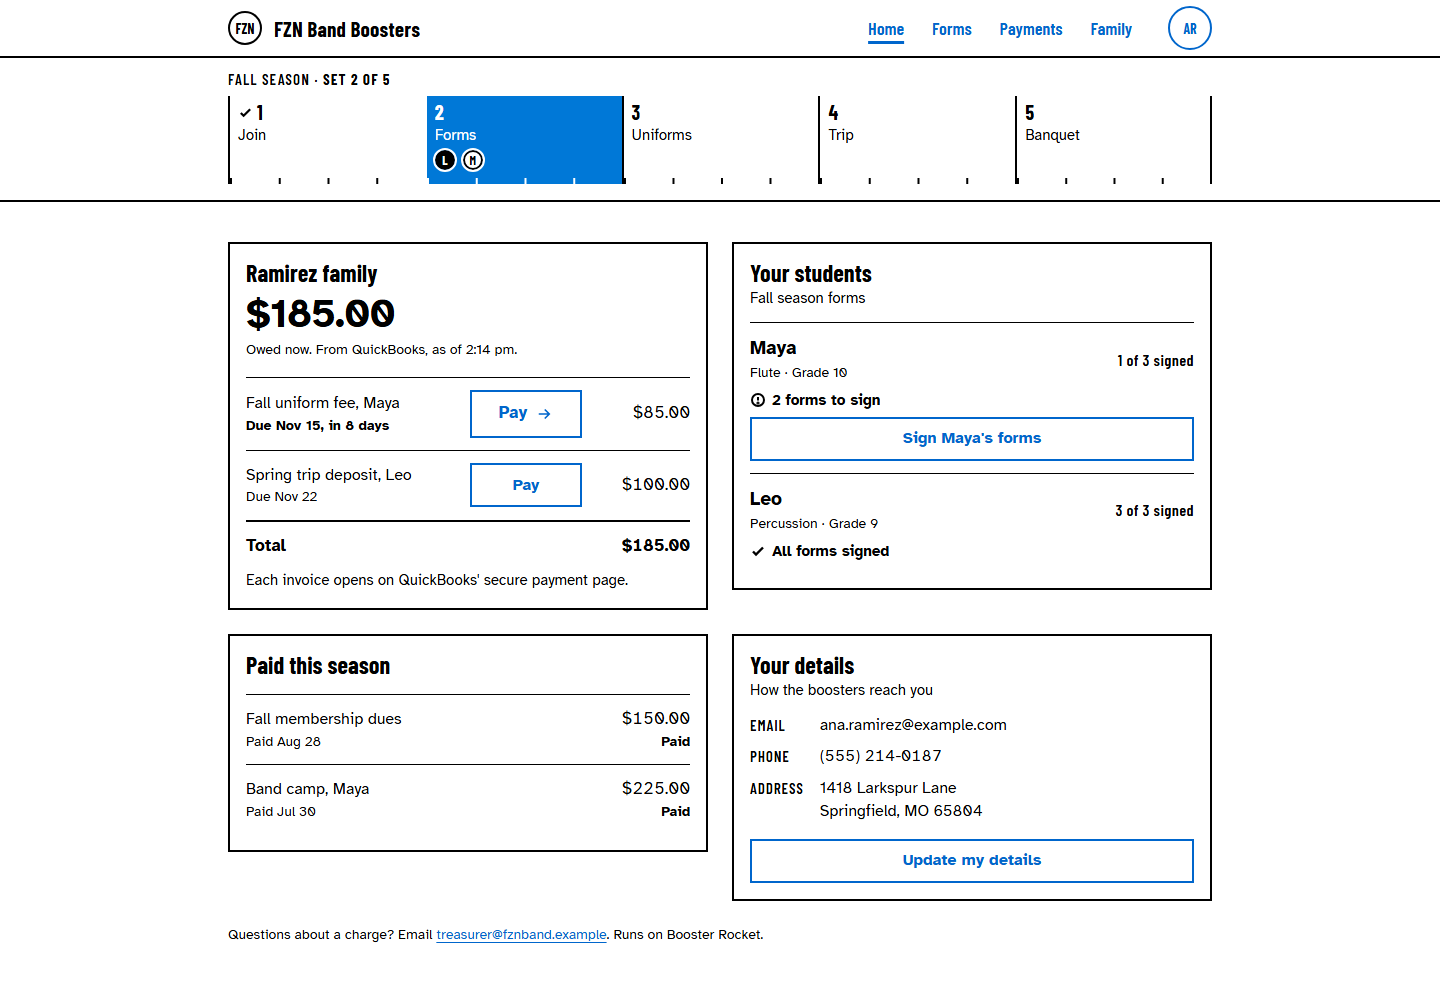 FZN FZN Band Boosters Home Forms Payments Family AR
FALL SEASON · SET 2 OF 5
1 2 3 4 5
Join Forms Uniforms Trip Banquet
L M
Ramirez family
$185.00
Owed now. From QuickBooks, as of 2:14 pm.
Fall uniform fee, Maya
Due Nov 15, in 8 days
Pay → $85.00
Spring trip deposit, Leo
Due Nov 22
Pay $100.00
Total $185.00
Each invoice opens on QuickBooks' secure payment page.
Your students
Fall season forms
Maya
Flute · Grade 10
1 of 3 signed
2 forms to sign
Sign Maya's forms
Leo
Percussion · Grade 9
3 of 3 signed
All forms signed
Paid this season
Fall membership dues $150.00
Paid Aug 28 Paid
Band camp, Maya $225.00
Paid Jul 30 Paid
Your details
How the boosters reach you
EMAIL ana.ramirez@example.com
PHONE (555) 214-0187
ADDRESS 1418 Larkspur Lane
Springfield, MO 65804
Update my details
Questions about a charge? Email treasurer@fznband.example. Runs on Booster Rocket.